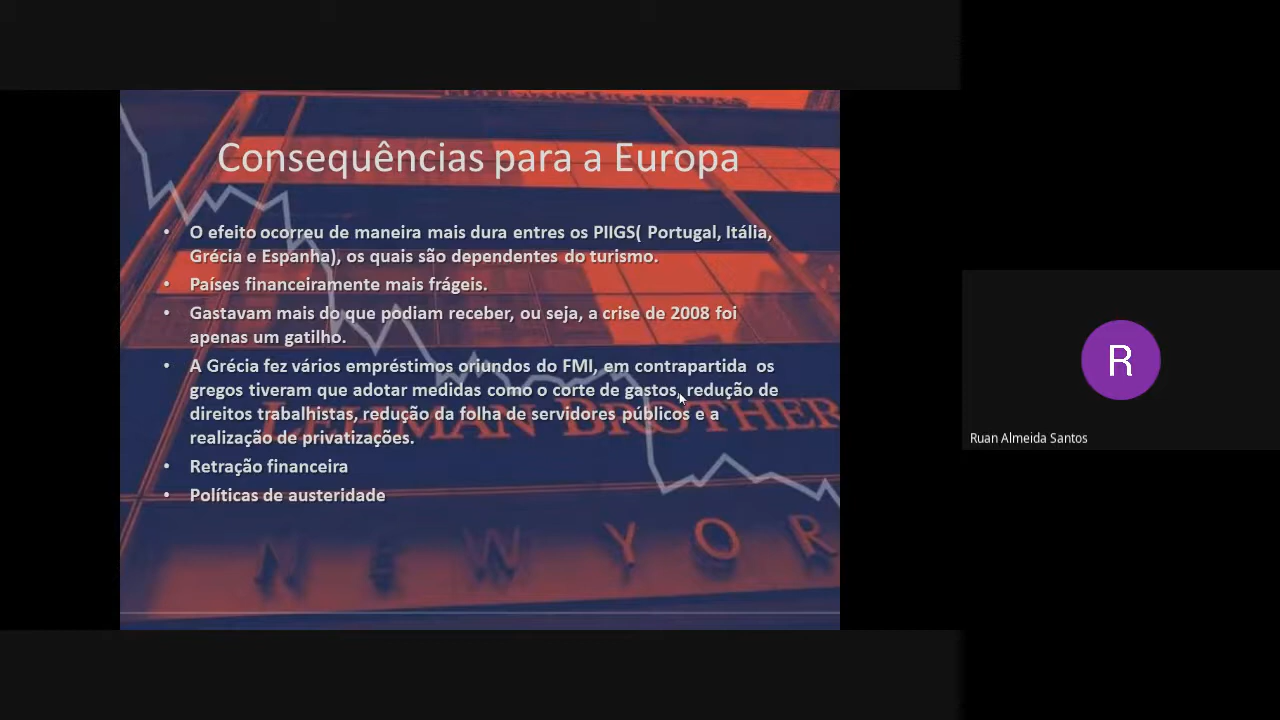 Consequências para a Europa
• O efeito ocorreu de maneira mais dura entres os PIIGS( Portugal, Itália,
Grécia e Espanha), os quais são dependentes do turismo.
• Países financeiramente mais frágeis.
• Gastavam mais do que podiam receber, ou seja, a crise de 2008 foi
apenas um gatilho.
• A Grécia fez vários empréstimos oriundos do FMI, em contrapartida os
gregos tiveram que adotar medidas como o corte de gastos, redução de
direitos trabalhistas, redução da folha de servidores públicos e a
realização de privatizações.
LEHMAN BROTHER
• Retração financeira
• Políticas de austeridade
NEW YOR
R
Ruan Almeida Santos